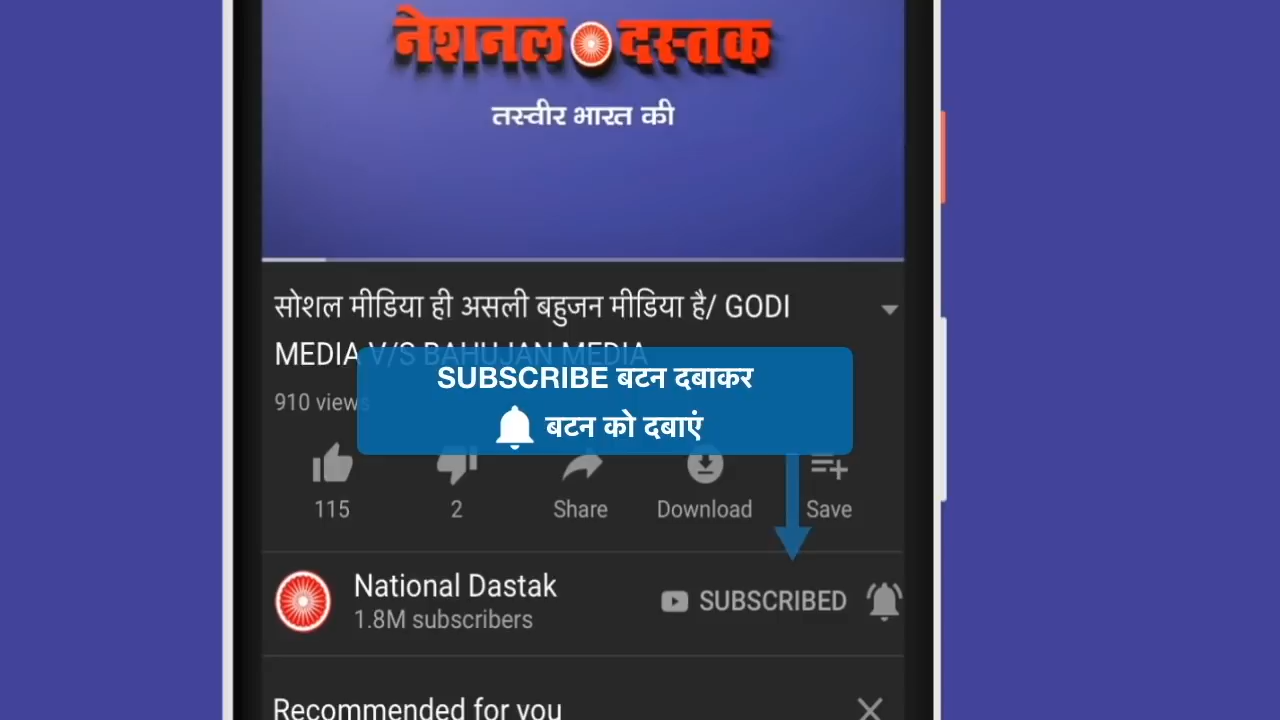 नेशनल दस्तक
तस्वीर भारत की
सोशल मीडिया ही असली बहुजन मीडिया है/ GODI
MEDIA V/S BAHUJAN MEDIA
910 views
SUBSCRIBE बटन दबाकर
बटन को दबाएं
115
2
Share
Download
Save
National Dastak
1.8M subscribers
SUBSCRIBED
Recommended for you